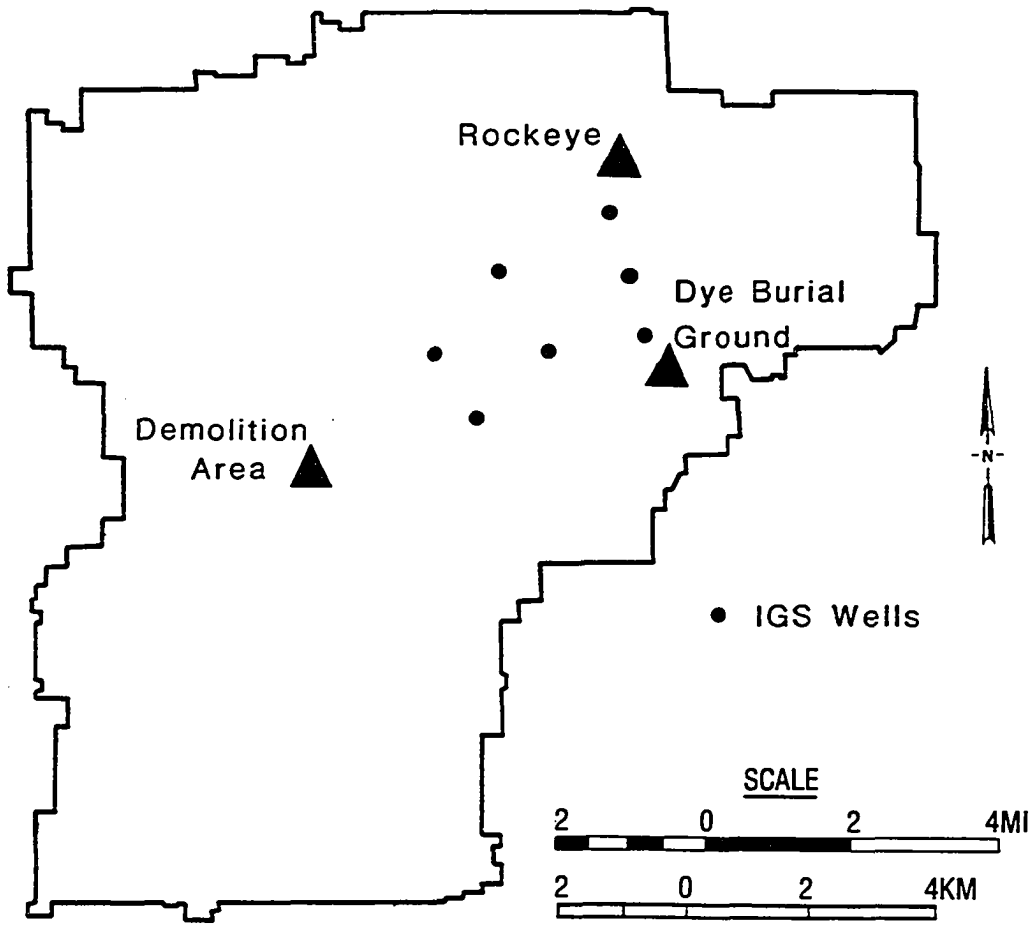 Rockeye
Dye Burial
Ground
Demolition
Area
-N-
IGS Wells
SCALE
2 0 2 4MI
2 0 2 4KM